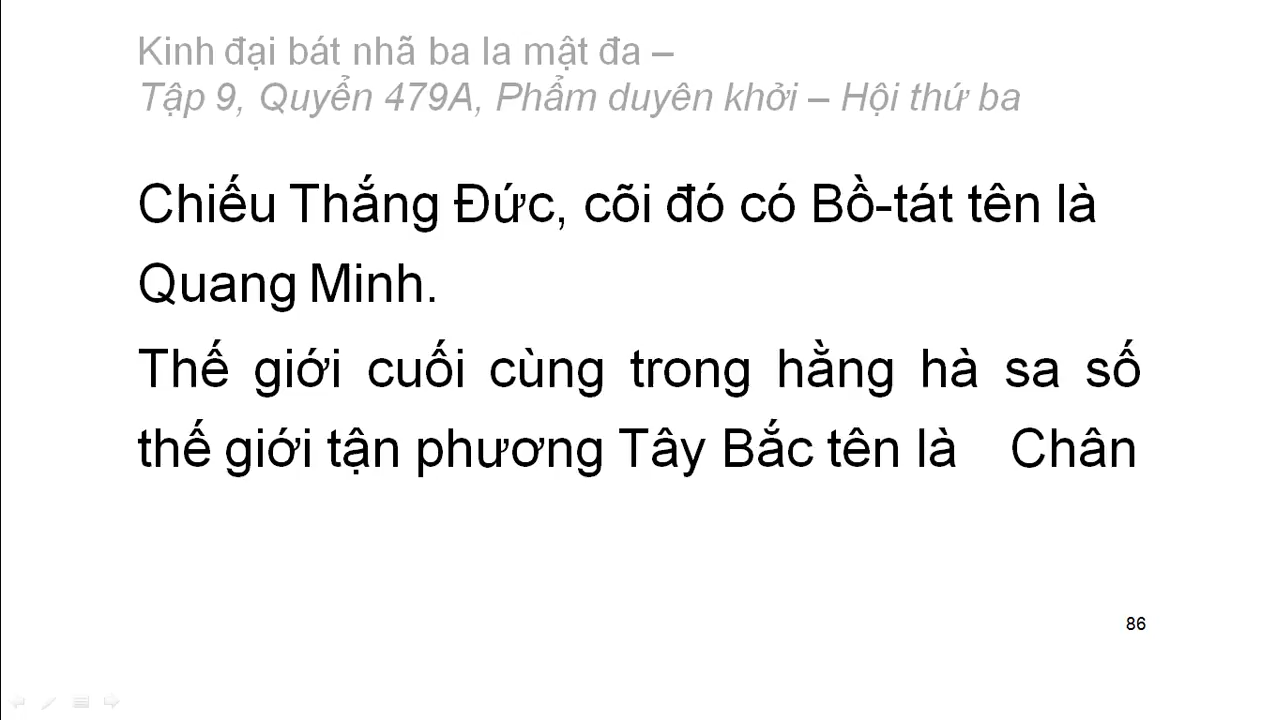 Kinh đại bát nhã ba la mật đa –
Tập 9, Quyển 479A, Phẩm duyên khởi – Hội thứ ba
Chiếu Thắng Đức, cõi đó có Bồ-tát tên là
Quang Minh.
Thế giới cuối cùng trong hằng hà sa số
thế giới tận phương Tây Bắc tên là Chân
86